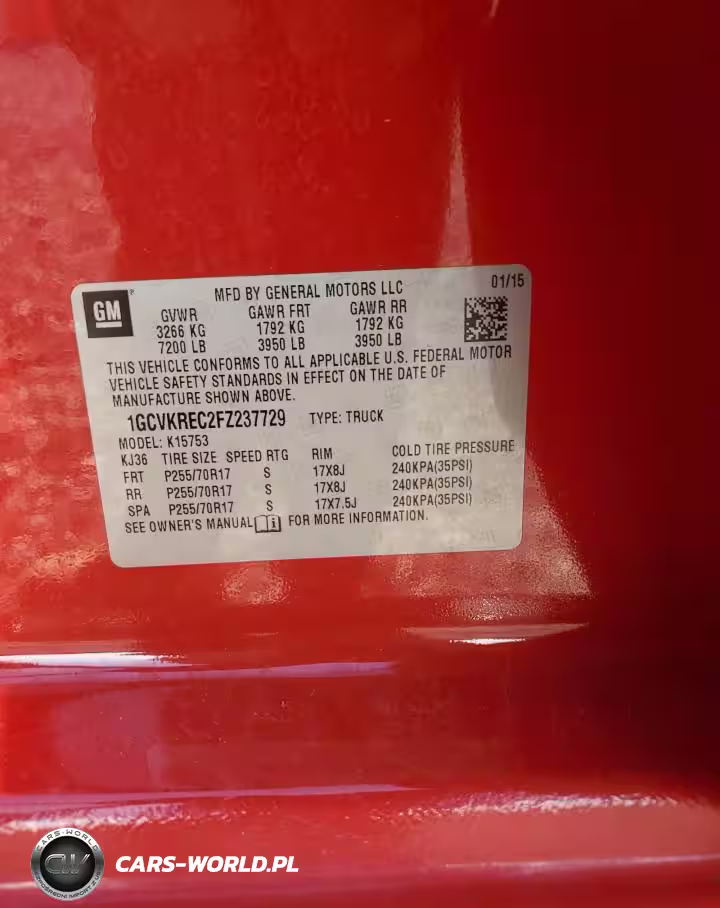 GM
MFD BY GENERAL MOTORS LLC 01/15
GVWR GAWR FRT GAWR RR
3266 KG 1792 KG 1792 KG
7200 LB 3950 LB 3950 LB
THIS VEHICLE CONFORMS TO ALL APPLICABLE U.S. FEDERAL MOTOR
VEHICLE SAFETY STANDARDS IN EFFECT ON THE DATE OF
MANUFACTURE SHOWN ABOVE.
1GCVKREC2FZ237729 TYPE: TRUCK
MODEL: K15753
KJ36 TIRE SIZE SPEED RTG RIM COLD TIRE PRESSURE
FRT P255/70R17 S 17X8J 240KPA(35PSI)
RR P255/70R17 S 17X8J 240KPA(35PSI)
SPA P255/70R17 S 17X7.5J 240KPA(35PSI)
SEE OWNER'S MANUAL FOR MORE INFORMATION.
CARS-WORLD
CW
CARS-WORLD.PL